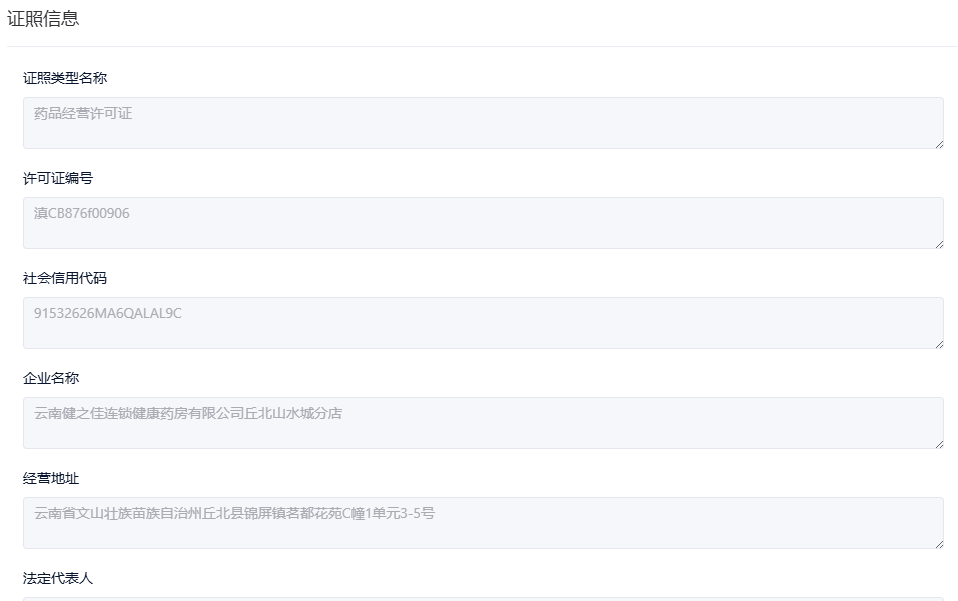 证照信息
证照类型名称
药品经营许可证
许可证编号
滇CB876f00906
社会信用代码
91532626MA6QALAL9C
企业名称
云南健之佳连锁健康药房有限公司丘北山水城分店
经营地址
云南省文山壮族苗族自治州丘北县锦屏镇茗都花苑C幢1单元3-5号
法定代表人